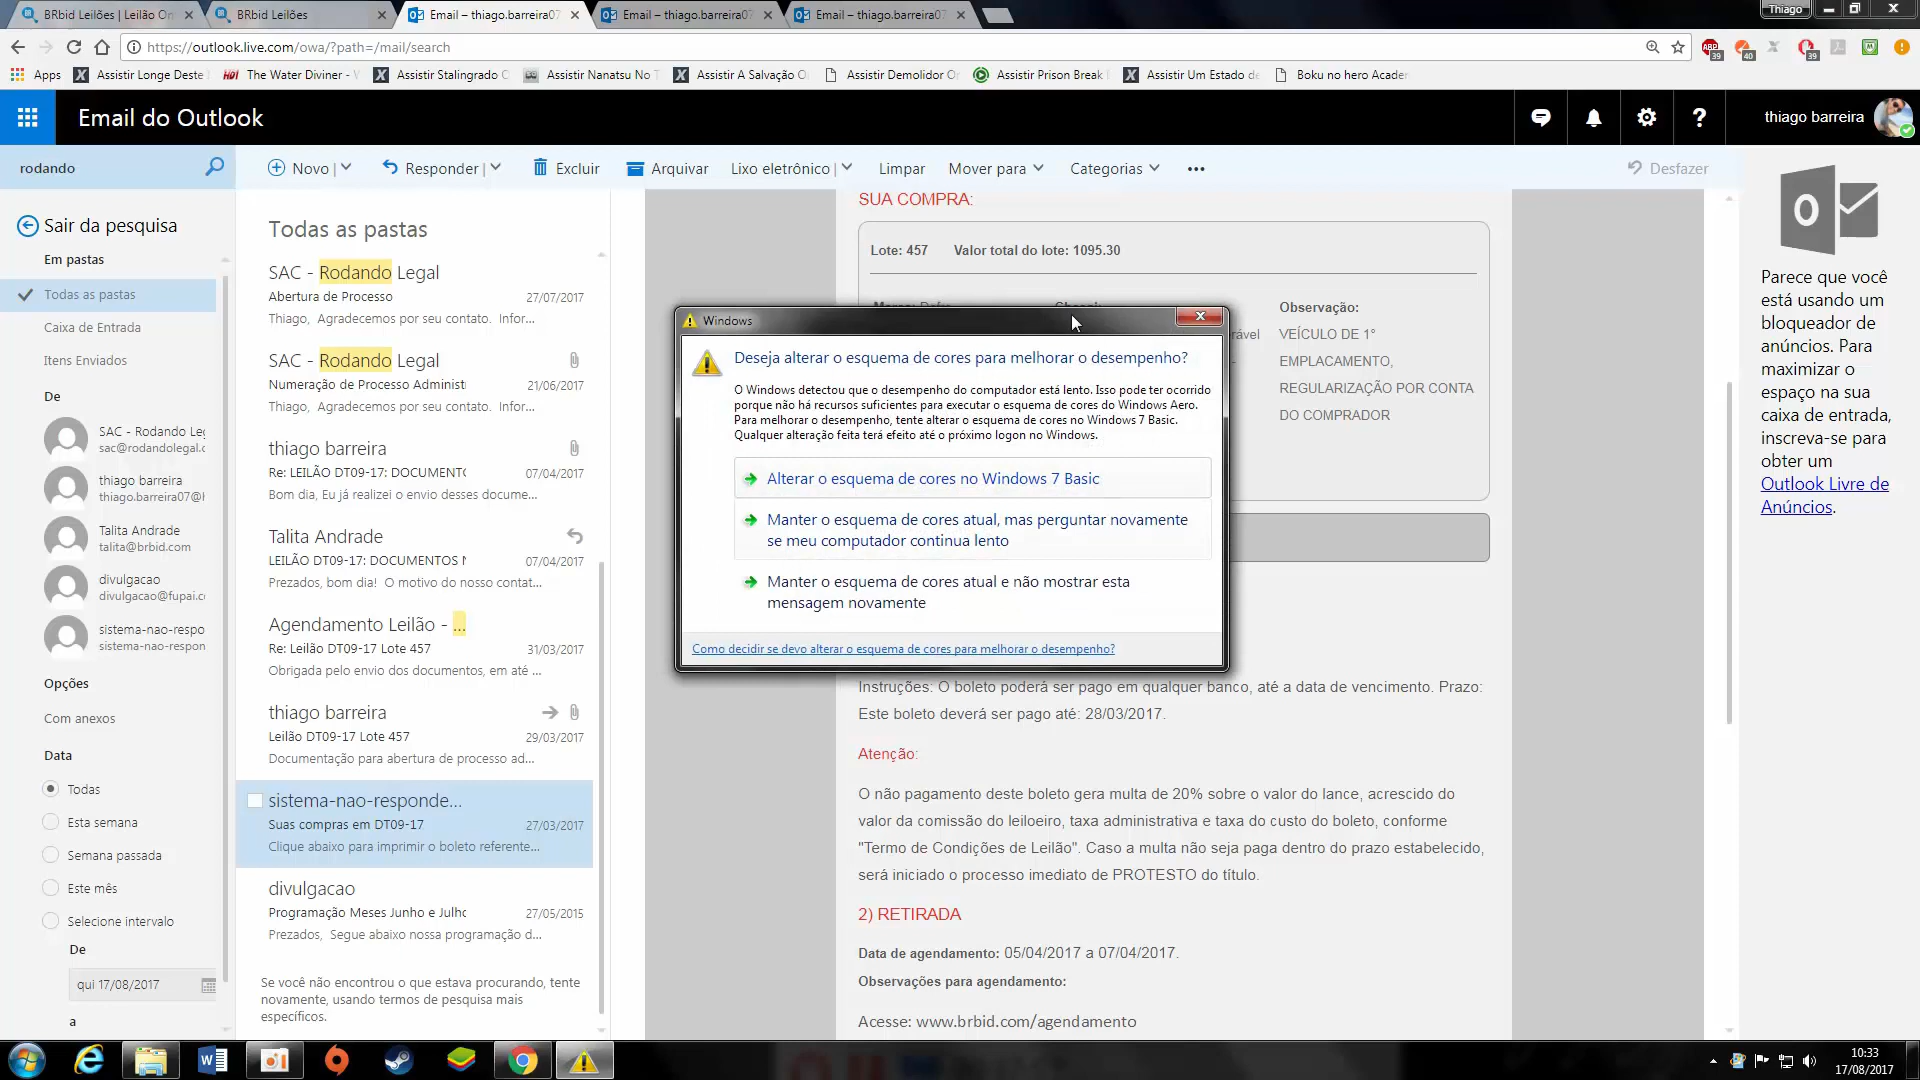 BRbid Leilões | Leilão On
BRbid Leilões
Email – thiago.barreira07
Email – thiago.barreira07
Email – thiago.barreira07
Thiago
https://outlook.live.com/owa/?path=/mail/search
Apps
Assistir Longe Deste
The Water Diviner -
Assistir Stalingrado
Assistir Nanatsu No T
Assistir A Salvação O
Assistir Demolidor On
Assistir Prison Break
Assistir Um Estado de
Boku no hero Acade
Email do Outlook
thiago barreira
rodando
Novo
Responder
Excluir
Arquivar
Lixo eletrônico
Limpar
Mover para
Categorias
Desfazer
Sair da pesquisa
Em pastas
Todas as pastas
Caixa de Entrada
Itens Enviados
De
SAC - Rodando Le
sac@rodandolegal.c
thiago barreira
thiago.barreira07@
Talita Andrade
talita@brbid.com
divulgacao
divulgacao@fupai.c
sistema-nao-respo
sistema-nao-respon
Opções
Com anexos
Data
Todas
Esta semana
Semana passada
Este mês
Selecione intervalo
De
qui 17/08/2017
a
Todas as pastas
SAC - Rodando Legal
Abertura de Processo 27/07/2017
Thiago, Agradecemos por seu contato. Infor...
SAC - Rodando Legal
Numeração de Processo Administ 21/06/2017
Thiago, Agradecemos por seu contato. Infor...
thiago barreira
Re: LEILÃO DT09-17: DOCUMENTO 07/04/2017
Bom dia, Eu já realizei o envio desses docume...
Talita Andrade
LEILÃO DT09-17: DOCUMENTOS 07/04/2017
Prezados, bom dia! O motivo do nosso contat...
Agendamento Leilão - ...
Re: Leilão DT09-17 Lote 457 31/03/2017
Obrigada pelo envio dos documentos, em até ...
thiago barreira
Leilão DT09-17 Lote 457 29/03/2017
Documentação para abertura de processo ad...
sistema-nao-responde...
Suas compras em DT09-17 27/03/2017
Clique abaixo para imprimir o boleto referente...
divulgacao
Programação Meses Junho e Julho 27/05/2015
Prezados, Segue abaixo nossa programação d...
Se você não encontrou o que estava procurando, tente
novamente, usando termos de pesquisa mais
específicos.
SUA COMPRA:
Lote: 457 Valor total do lote: 1095.30
Observação:
VEÍCULO DE 1°
EMPLACAMENTO,
REGULARIZAÇÃO POR CONTA
DO COMPRADOR
Windows
Deseja alterar o esquema de cores para melhorar o desempenho?
O Windows detectou que o desempenho do computador está lento. Isso pode ter ocorrido
porque não há recursos suficientes para executar o esquema de cores do Windows Aero.
Para melhorar o desempenho, tente alterar o esquema de cores no Windows 7 Basic.
Qualquer alteração feita terá efeito até o próximo logon no Windows.
Alterar o esquema de cores no Windows 7 Basic
Manter o esquema de cores atual, mas perguntar novamente
se meu computador continua lento
Manter o esquema de cores atual e não mostrar esta
mensagem novamente
Como decidir se devo alterar o esquema de cores para melhorar o desempenho?
Instruções: O boleto poderá ser pago em qualquer banco, até a data de vencimento. Prazo:
Este boleto deverá ser pago até: 28/03/2017.
Atenção:
O não pagamento deste boleto gera multa de 20% sobre o valor do lance, acrescido do
valor da comissão do leiloeiro, taxa administrativa e taxa do custo do boleto, conforme
"Termo de Condições de Leilão". Caso a multa não seja paga dentro do prazo estabelecido,
será iniciado o processo imediato de PROTESTO do título.
2) RETIRADA
Data de agendamento: 05/04/2017 a 07/04/2017.
Observações para agendamento:
Acesse: www.brbid.com/agendamento
Parece que você
está usando um
bloqueador de
anúncios. Para
maximizar o
espaço na sua
caixa de entrada,
inscreva-se para
obter um
Outlook Livre de
Anúncios.
10:33
17/08/2017